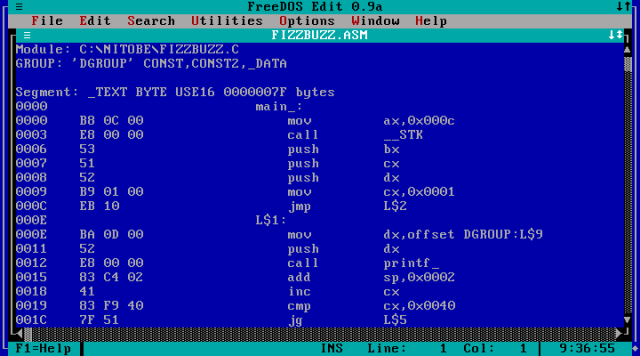 ≡ FreeDOS Edit 0.9a ↓↑
File Edit Search Utilities Options Window Help
≡ FIZZBUZZ.ASM ↓↕
Module: C:\NITOBE\FIZZBUZZ.C
GROUP: 'DGROUP' CONST,CONST2,_DATA
Segment: _TEXT BYTE USE16 0000007F bytes
0000 main_:
0000 B8 0C 00 mov ax,0x000c
0003 E8 00 00 call __STK
0006 53 push bx
0007 51 push cx
0008 52 push dx
0009 B9 01 00 mov cx,0x0001
000C EB 10 jmp L$2
000E L$1:
000E BA 0D 00 mov dx,offset DGROUP:L$9
0011 52 push dx
0012 E8 00 00 call printf_
0015 83 C4 02 add sp,0x0002
0018 41 inc cx
0019 83 F9 40 cmp cx,0x0040
001C 7F 51 jg L$5
F1=Help INS Line: 1 Col: 1 9:36:55